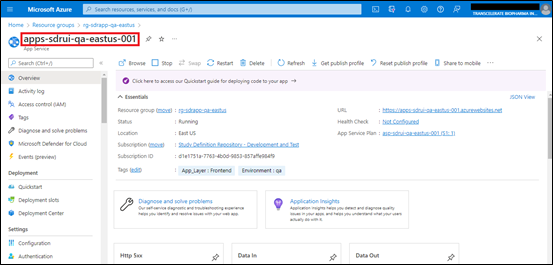 Microsoft Azure
Search resources, services, and docs (G+/)
TRANSCELERATE BIOPHARMA IN...
Home > Resource groups > rg-sdrapp-qa-eastus >
apps-sdrui-qa-eastus-001
App Service
Search (Ctrl+/)
Browse Stop Swap Restart Delete Refresh Get publish profile Reset publish profile Share to mobile
Click here to access our Quickstart guide for deploying code to your app
Overview
Activity log
Access control (IAM)
Tags
Diagnose and solve problems
Microsoft Defender for Cloud
Events (preview)
Deployment
Quickstart
Deployment slots
Deployment Center
Settings
Configuration
Authentication
Essentials
JSON View
Resource group (move) : rg-sdrapp-qa-eastus
Status : Running
Location : East US
Subscription (move) : Study Definition Repository - Development and Test
Subscription ID : d1e1751a-7763-4b0d-9853-857affe984f9
Tags (edit) : App_Layer : Frontend Environment : qa
URL : https://apps-sdrui-qa-eastus-001.azurewebsites.net
Health Check : Not Configured
App Service Plan : asp-sdrui-qa-eastus-001 (S1: 1)
Diagnose and solve problems
Our self-service diagnostic and troubleshooting experience
helps you identify and resolve issues with your web app.
Application Insights
Application Insights helps you detect and diagnose quality
issues in your apps, and helps you understand what your users
actually do with it.
Http 5xx
Data In
Data Out